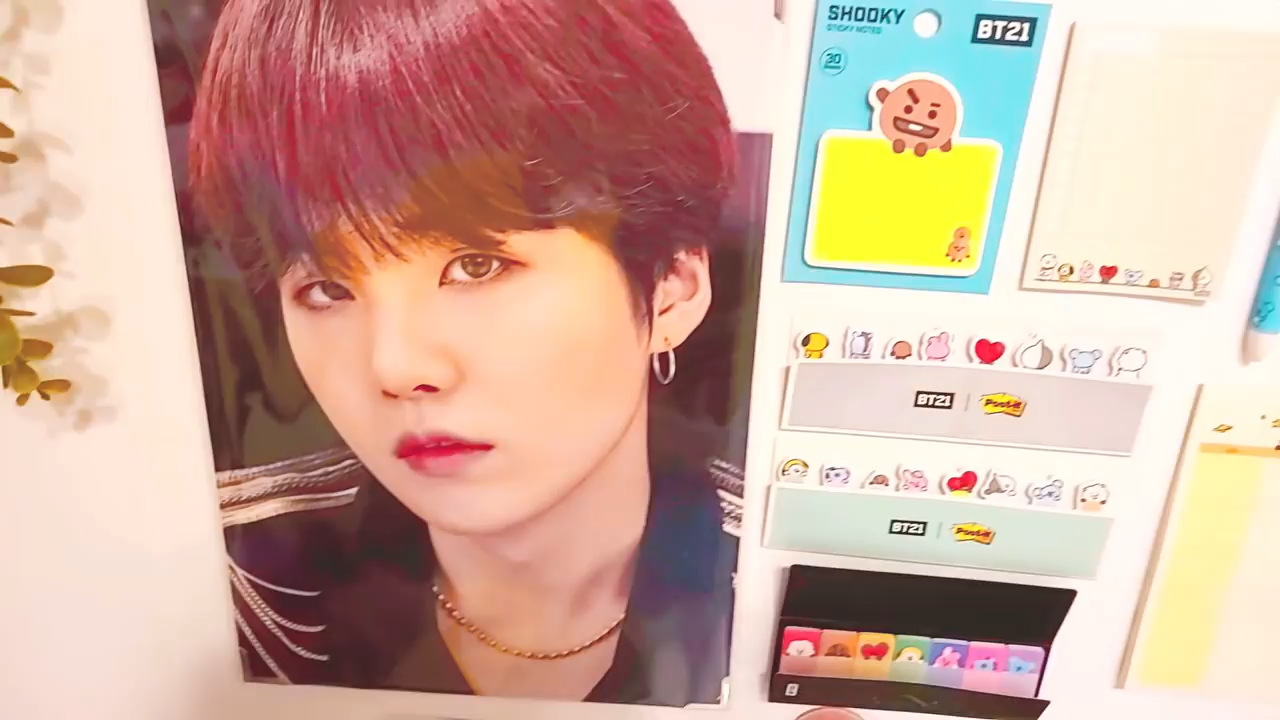 SHOOKY
STICKY NOTES
30
BT21
BT21 | Post-it
BT21 | Post-it